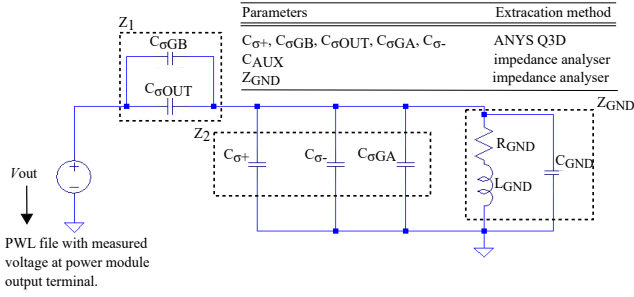 Z1
CσGB
CσOUT
Parameters Extracation method
Cσ+, CσGB, CσOUT, CσGA, Cσ- ANYS Q3D
CAUX impedance analyser
ZGND impedance analyser
Z2
Cσ+ Cσ- CσGA
ZGND
RGND
LGND
CGND
Vout
+
−
PWL file with measured
voltage at power module
output terminal.